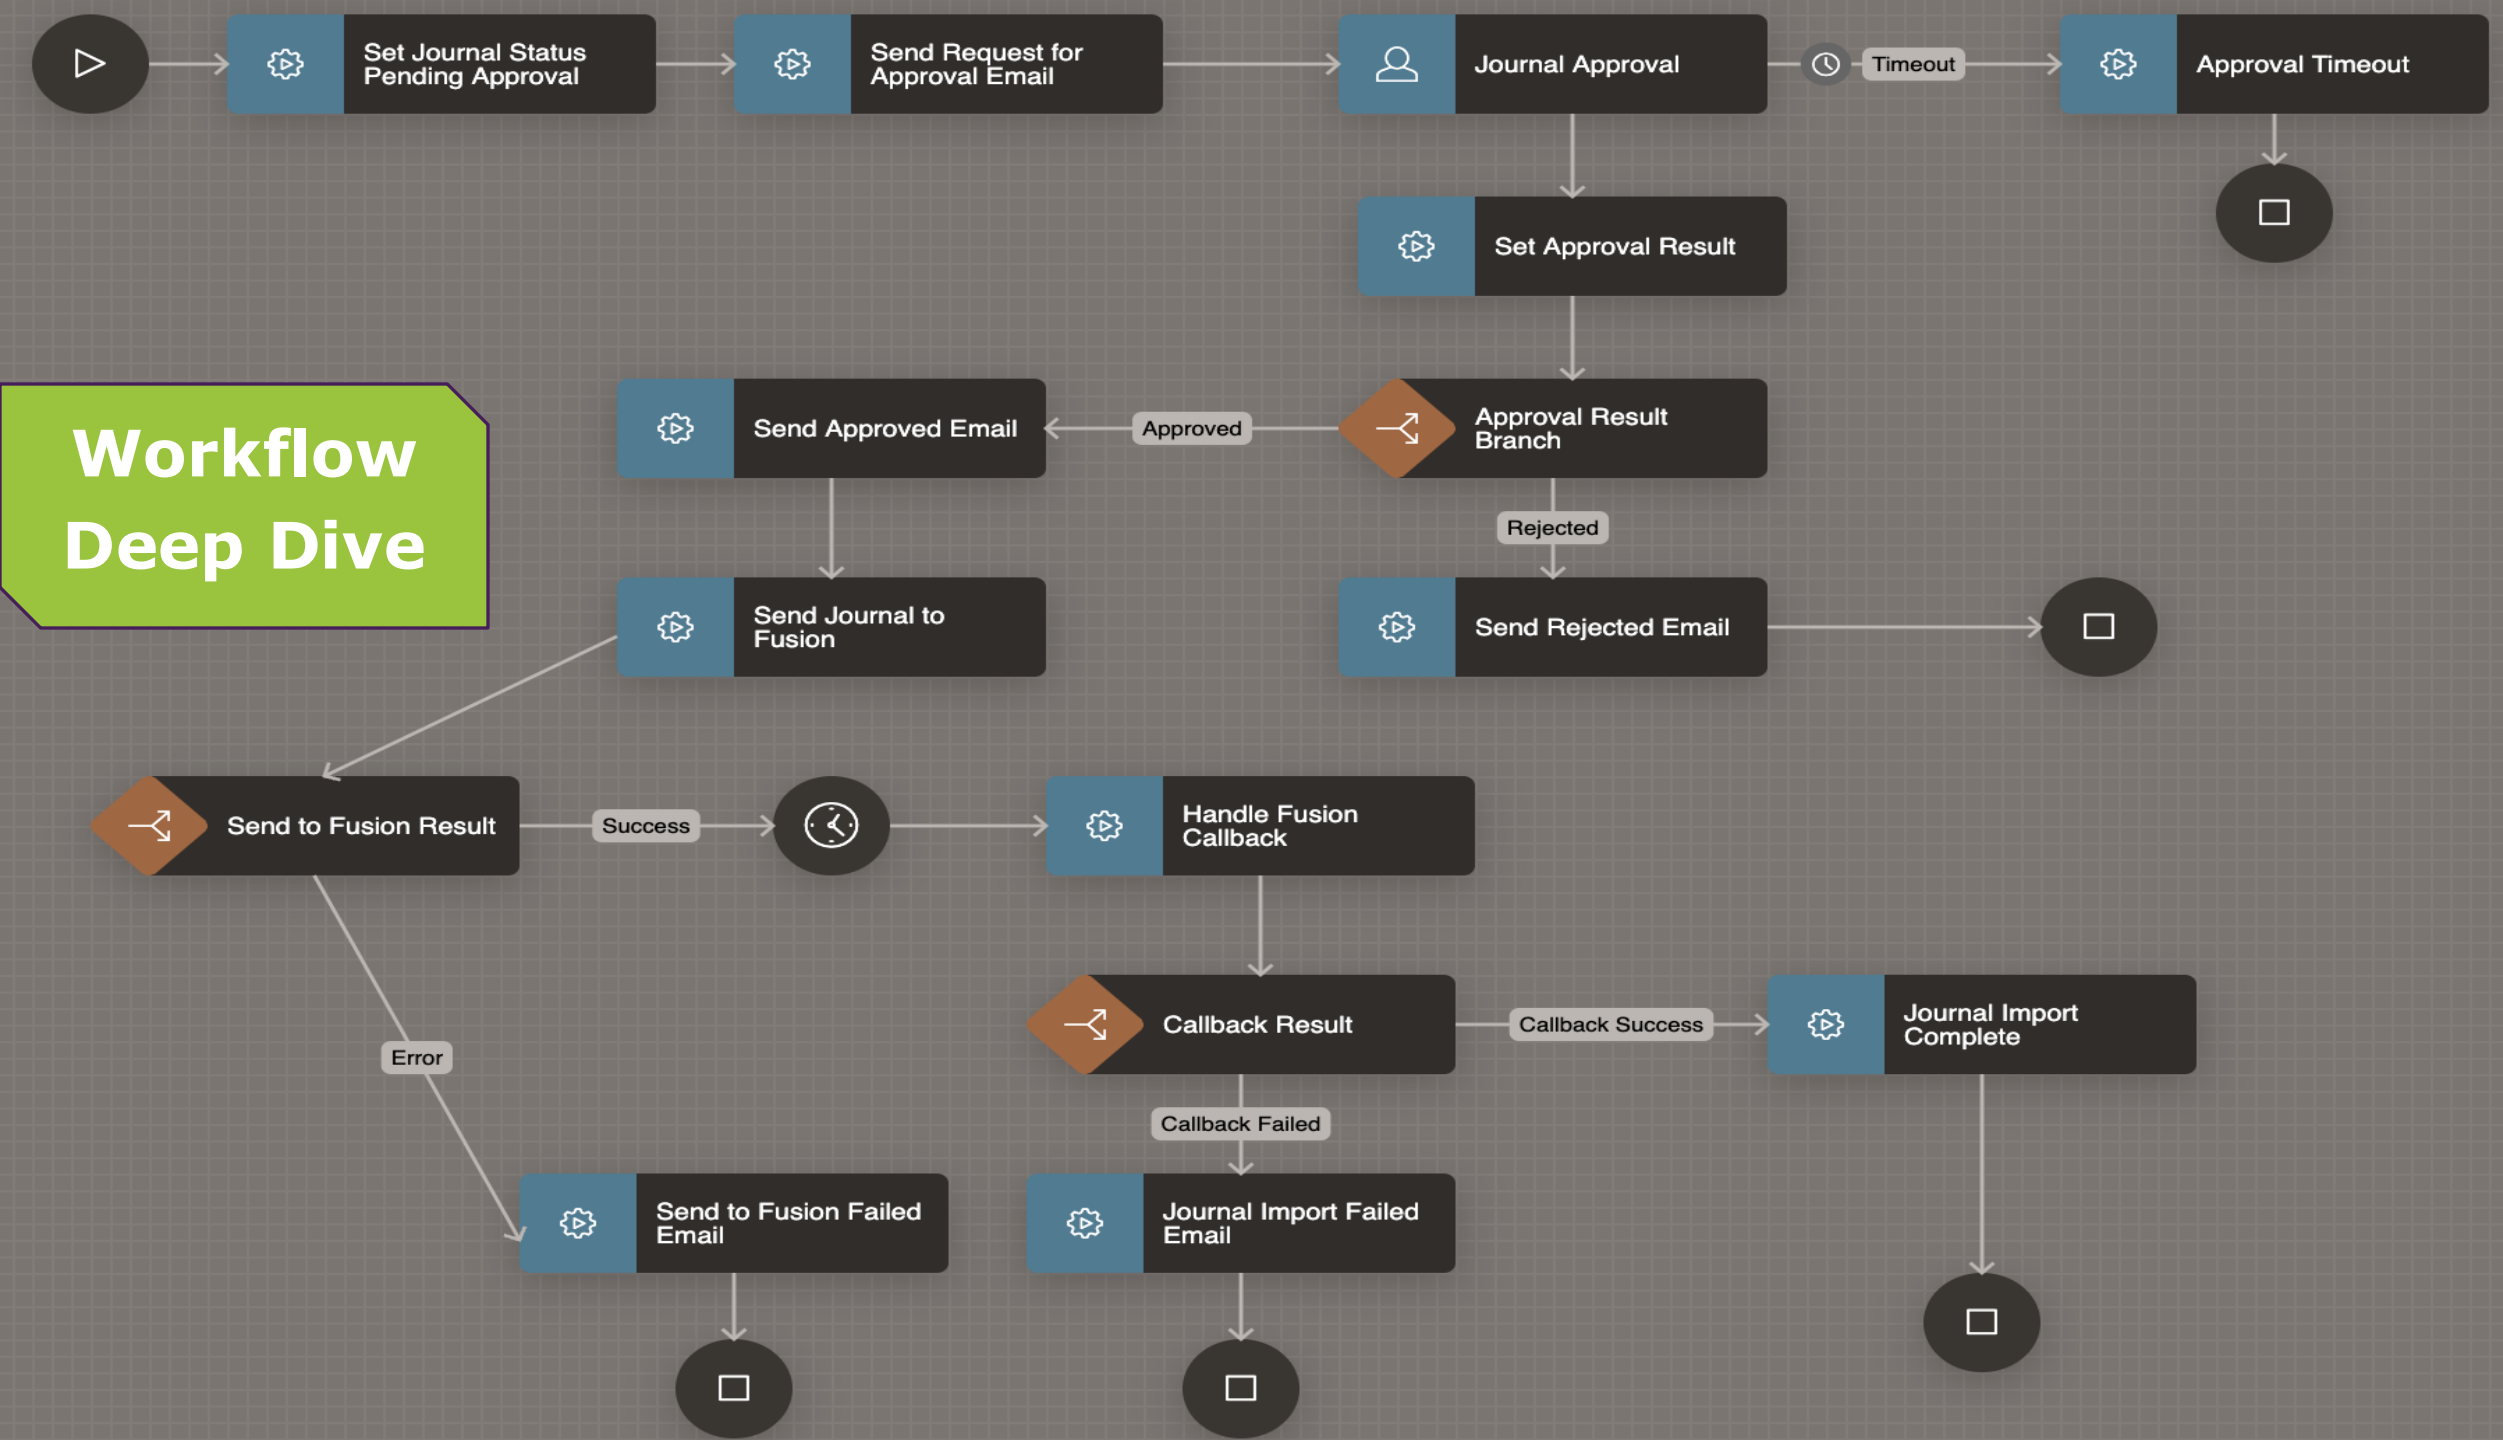 Set Journal Status
Pending Approval
Send Request for
Approval Email
Journal Approval
Timeout
Approval Timeout
Set Approval Result
Workflow
Deep Dive
Send Approved Email
Approved
Approval Result
Branch
Rejected
Send Journal to
Fusion
Send Rejected Email
Send to Fusion Result
Success
Handle Fusion
Callback
Error
Callback Result
Callback Success
Journal Import
Complete
Callback Failed
Send to Fusion Failed
Email
Journal Import Failed
Email